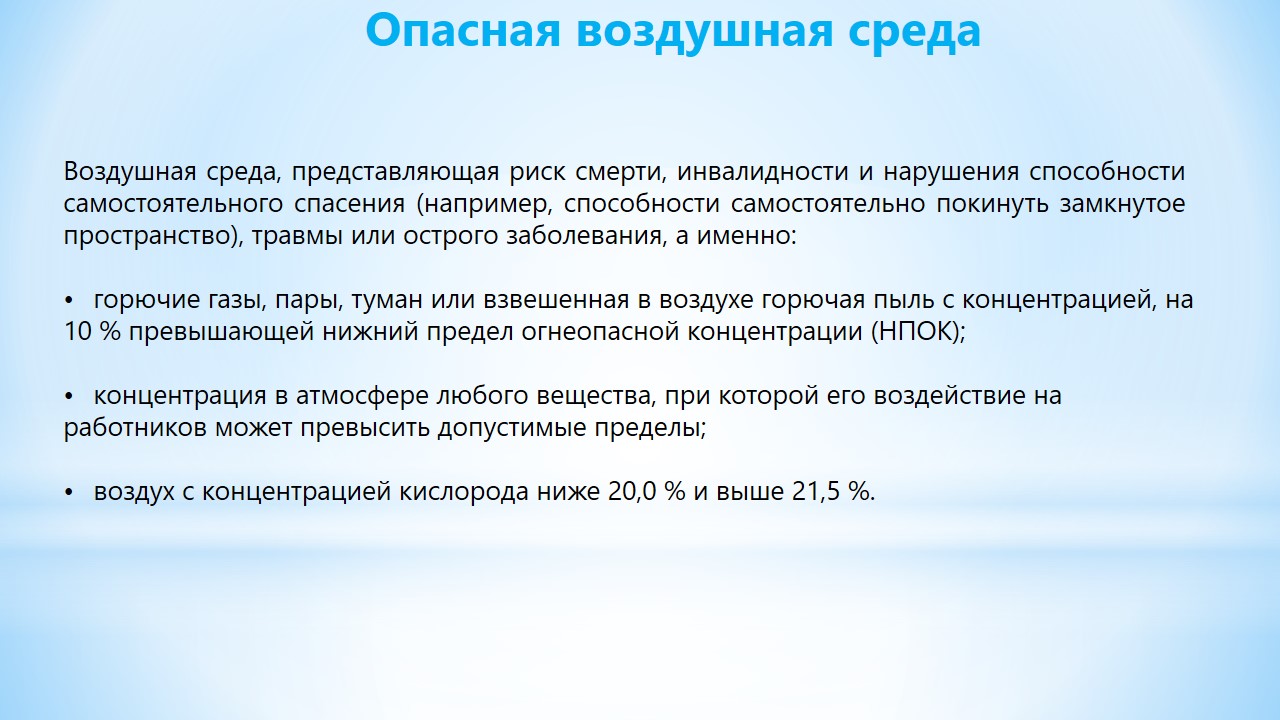 Опасная воздушная среда
Воздушная среда, представляющая риск смерти, инвалидности и нарушения способности
самостоятельного спасения (например, способности самостоятельно покинуть замкнутое
пространство), травмы или острого заболевания, а именно:
• горючие газы, пары, туман или взвешенная в воздухе горючая пыль с концентрацией, на
10 % превышающей нижний предел огнеопасной концентрации (НПОК);
• концентрация в атмосфере любого вещества, при которой его воздействие на
работников может превысить допустимые пределы;
• воздух с концентрацией кислорода ниже 20,0 % и выше 21,5 %.